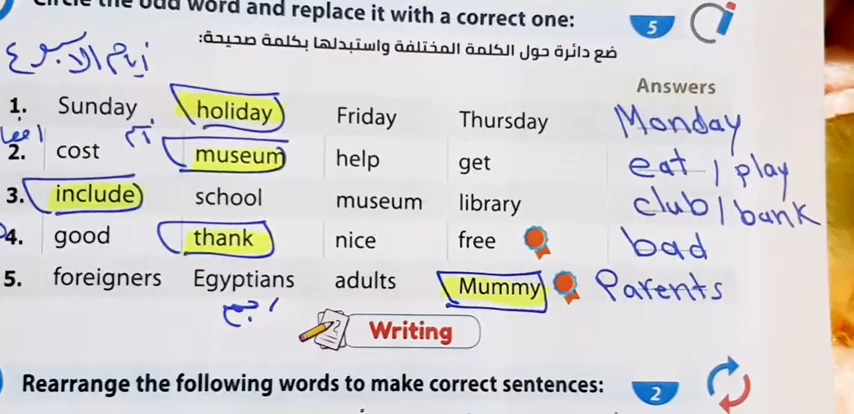 the odd word and replace it with a correct one: 5
ضع دائرة حول الكلمة المختلفة واستبدلها بكلمة صحيحة:
Answers
1. Sunday holiday Friday Thursday Monday
2. cost museum help get eat / play
3. include school museum library club / bank
4. good thank nice free bad
5. foreigners Egyptians adults Mummy Parents
Writing
Rearrange the following words to make correct sentences: 2